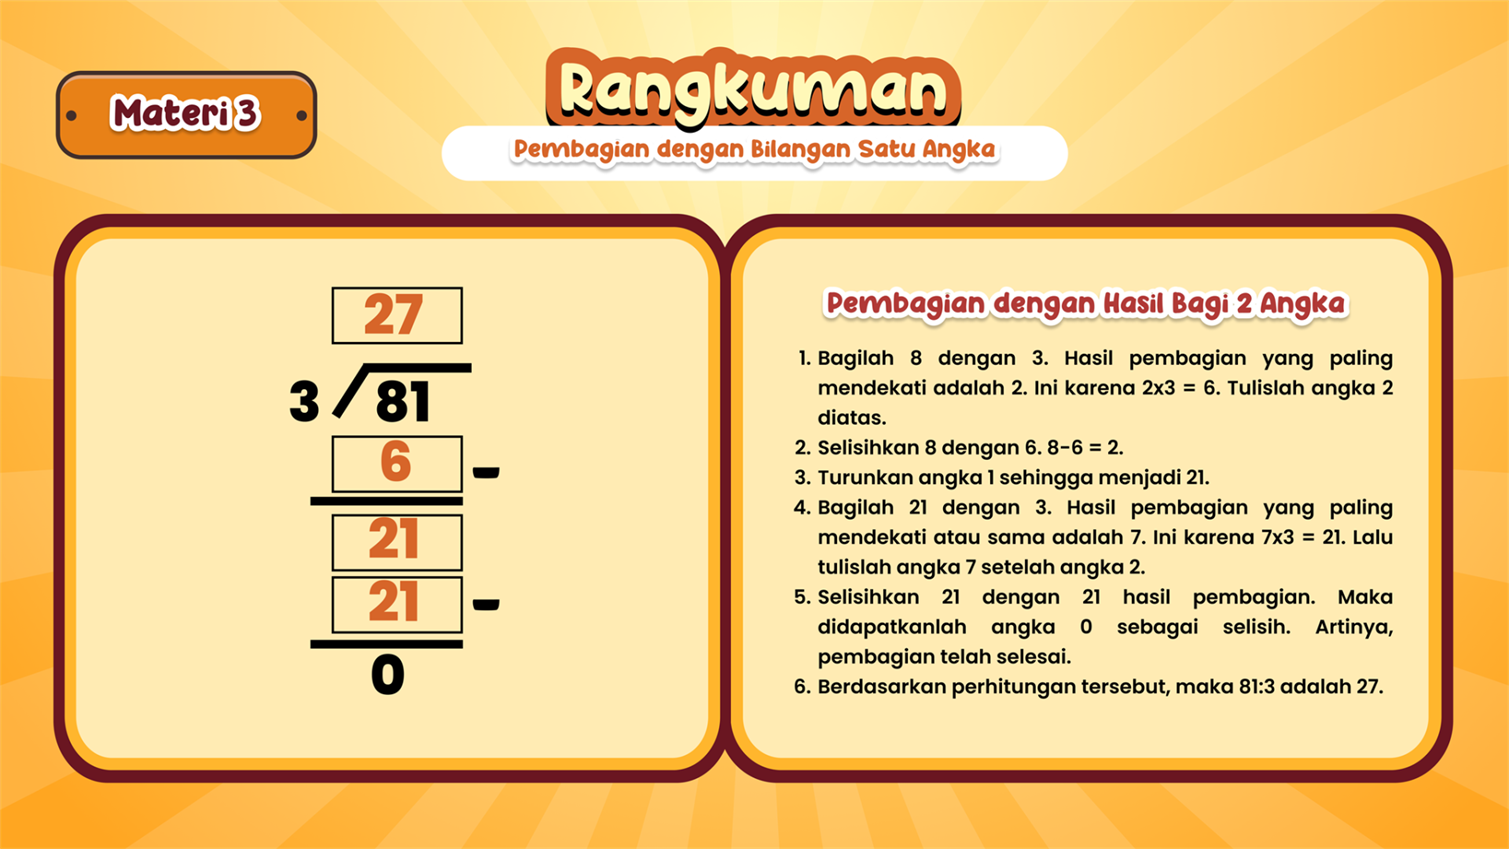 Materi 3
Rangkuman
Pembagian dengan Bilangan Satu Angka
27
3 81
6 -
21
21 -
0
Pembagian dengan Hasil Bagi 2 Angka
1. Bagilah 8 dengan 3. Hasil pembagian yang paling
mendekati adalah 2. Ini karena 2x3 = 6. Tulislah angka 2
diatas.
2. Selisihkan 8 dengan 6. 8-6 = 2.
3. Turunkan angka 1 sehingga menjadi 21.
4. Bagilah 21 dengan 3. Hasil pembagian yang paling
mendekati atau sama adalah 7. Ini karena 7x3 = 21. Lalu
tulislah angka 7 setelah angka 2.
5. Selisihkan 21 dengan 21 hasil pembagian. Maka
didapatkanlah angka 0 sebagai selisih. Artinya,
pembagian telah selesai.
6. Berdasarkan perhitungan tersebut, maka 81:3 adalah 27.